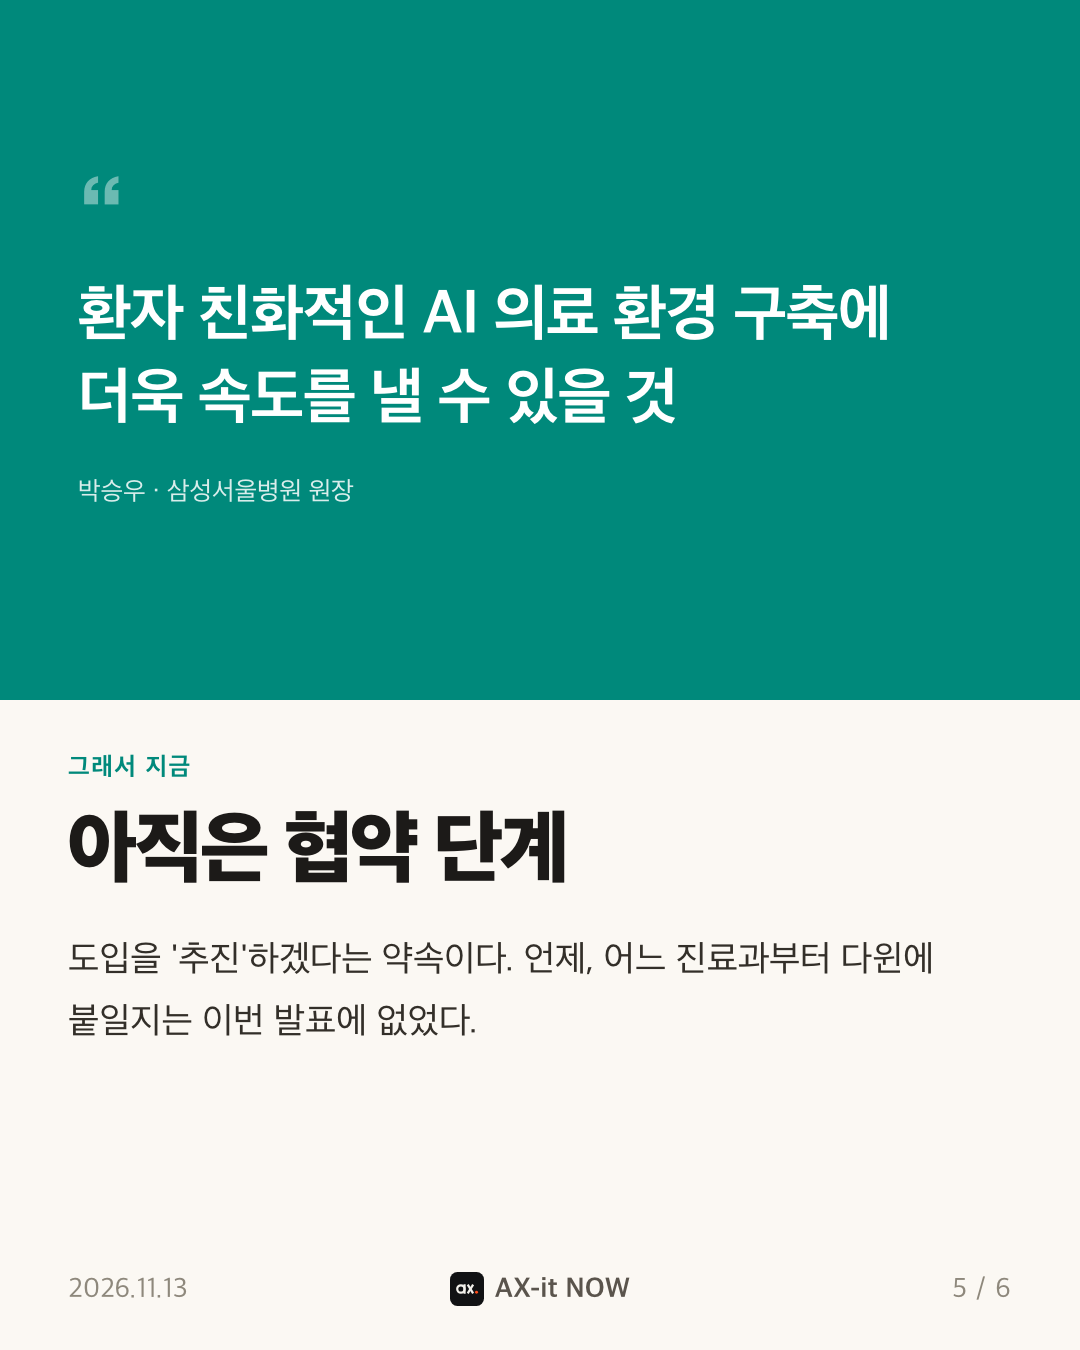 “
환자 친화적인 AI 의료 환경 구축에
더욱 속도를 낼 수 있을 것
박승우 · 삼성서울병원 원장
그래서 지금
아직은 협약 단계
도입을 '추진'하겠다는 약속이다. 언제, 어느 진료과부터 다윈에
붙일지는 이번 발표에 없었다.
2026.11.13
ax.
AX-it NOW
5 / 6